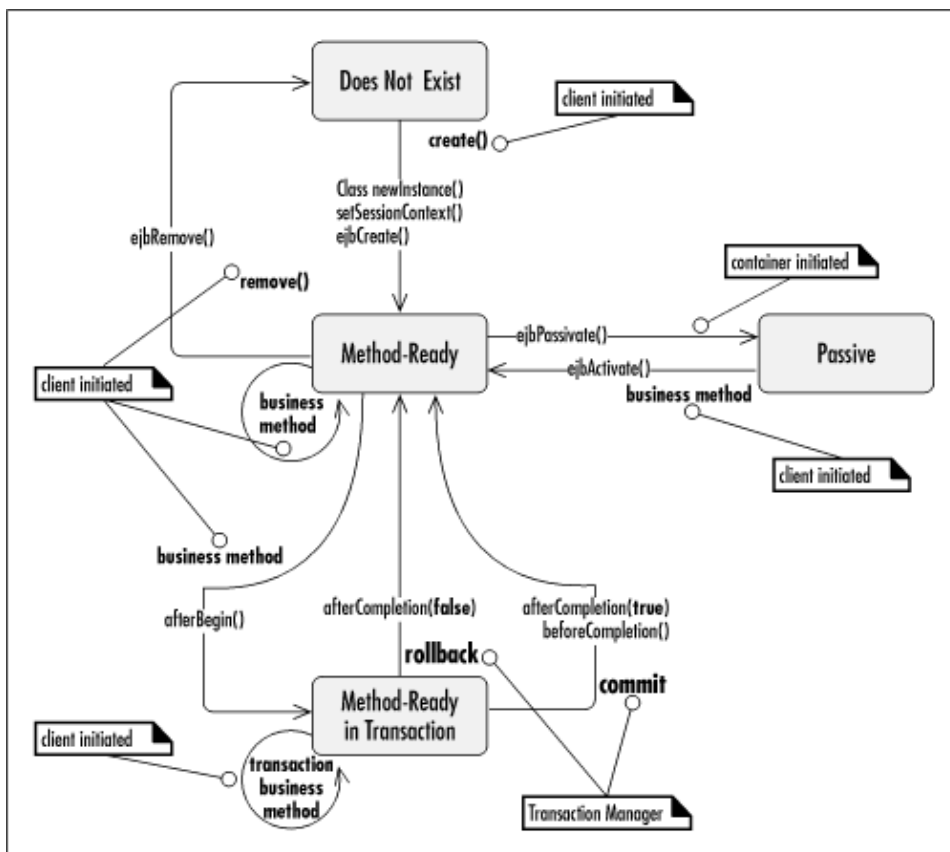 Does Not Exist
client initiated
create()
Class newInstance()
setSessionContext()
ejbCreate()
ejbRemove()
remove()
container initiated
ejbPassivate()
Method-Ready
Passive
ejbActivate()
client initiated
business
method
business method
client initiated
business method
afterBegin()
afterCompletion(false)
afterCompletion(true)
beforeCompletion()
rollback
commit
Method-Ready
in Transaction
client initiated
transaction
business
method
Transaction Manager